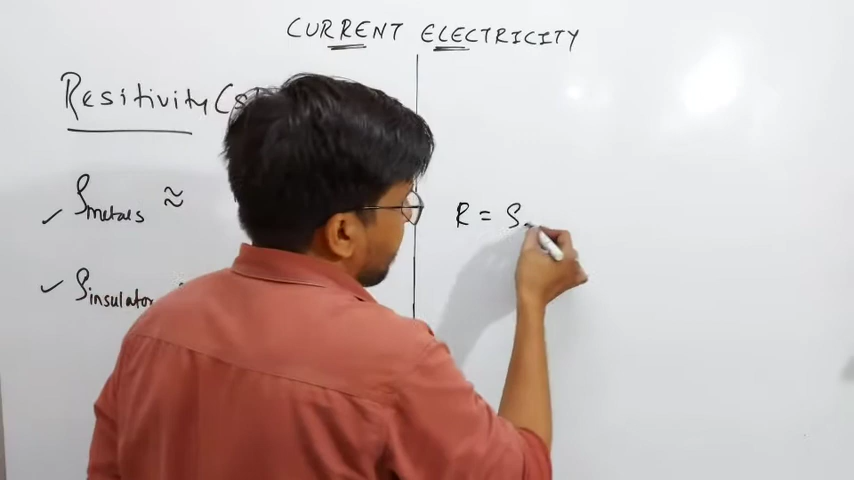 CURRENT ELECTRICITY
Resitivity
ρmetals ≈
ρinsulator
R = ρ